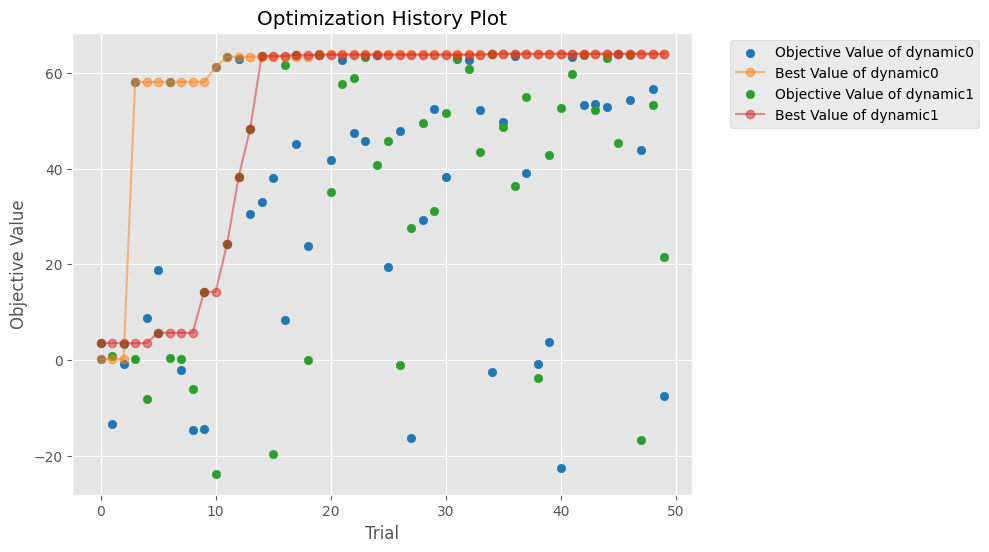 Optimization History Plot
Objective Value of dynamic0
Best Value of dynamic0
Objective Value of dynamic1
Best Value of dynamic1
Objective Value
60
40
20
0
−20
0 10 20 30 40 50
Trial